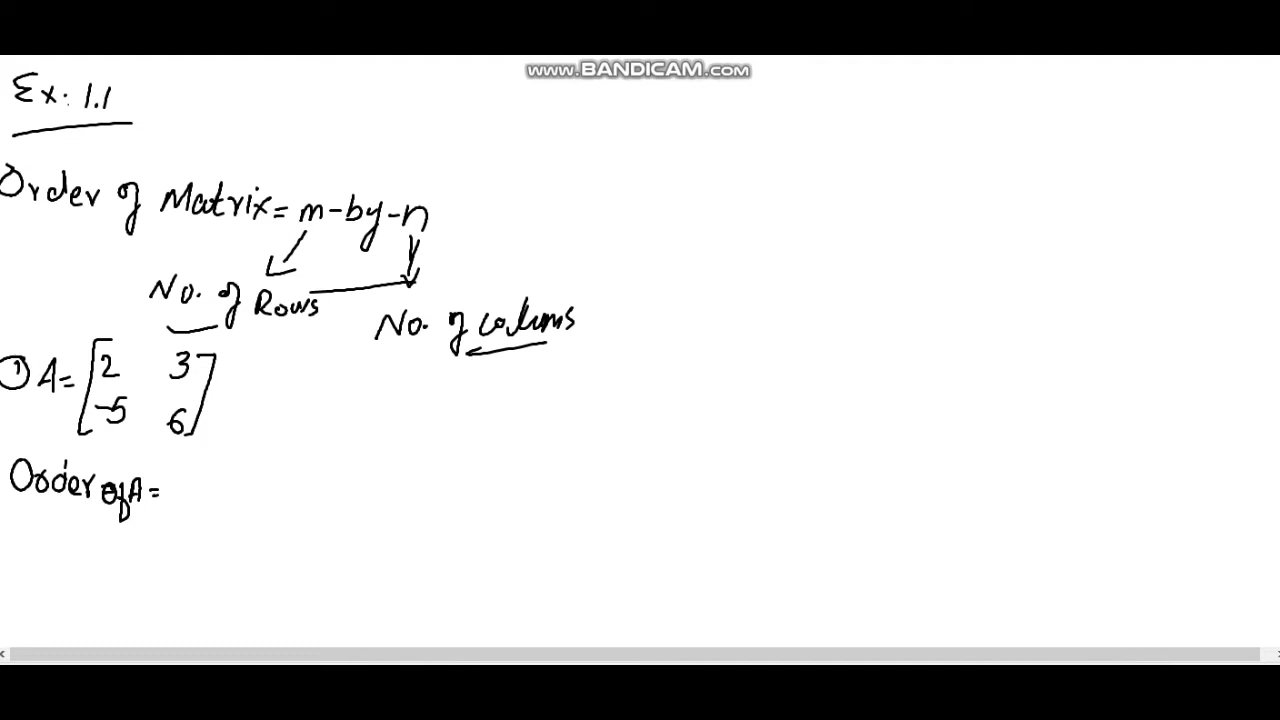 www.BANDICAM.com
Ex. 1.1
Order of Matrix = m-by-n
No. of Rows
No. of colums
① A = [2 3
-5 6]
Order of A =